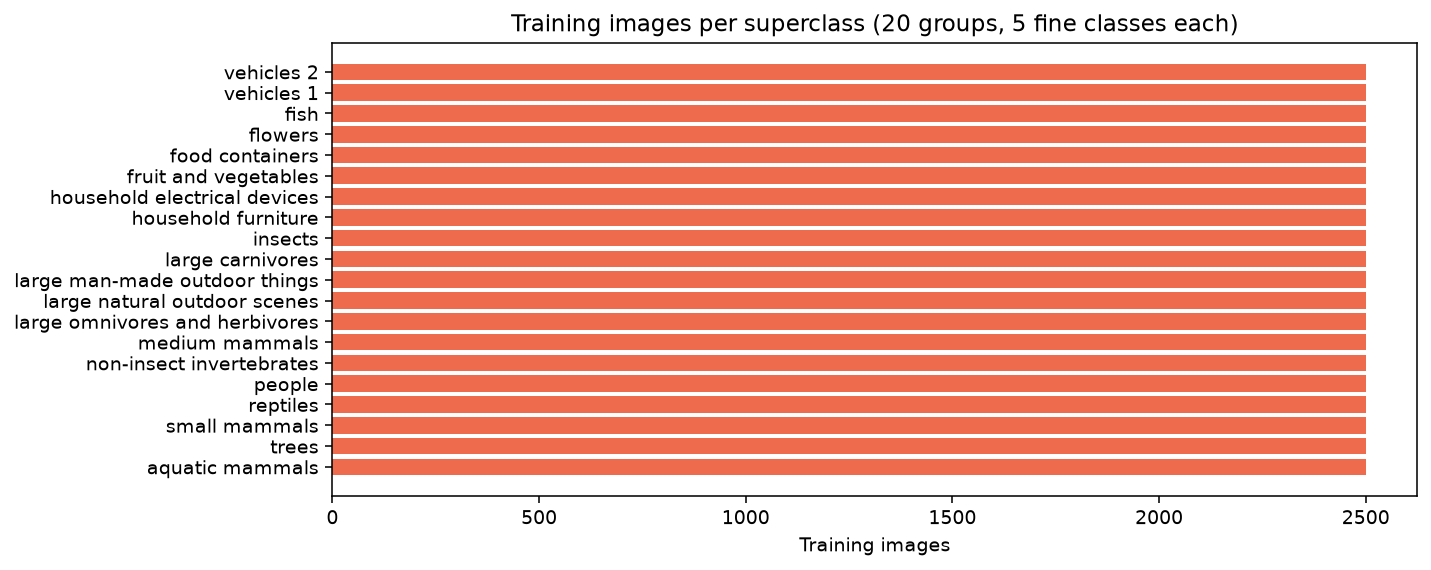 Training images per superclass (20 groups, 5 fine classes each)
vehicles 2
vehicles 1
fish
flowers
food containers
fruit and vegetables
household electrical devices
household furniture
insects
large carnivores
large man-made outdoor things
large natural outdoor scenes
large omnivores and herbivores
medium mammals
non-insect invertebrates
people
reptiles
small mammals
trees
aquatic mammals
0 500 1000 1500 2000 2500
Training images